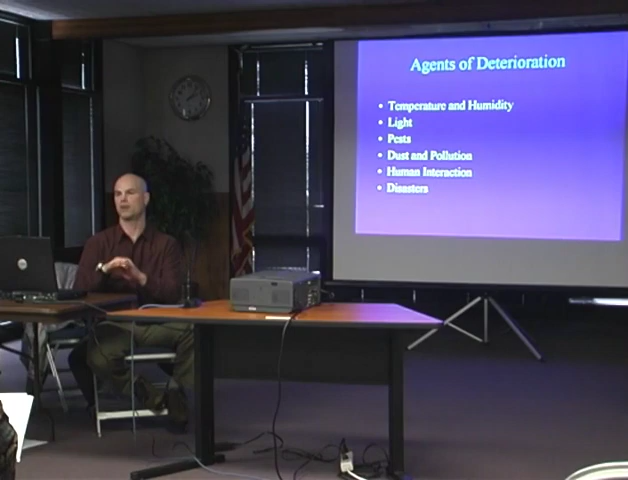 Agents of Deterioration
• Temperature and Humidity
• Light
• Pests
• Dust and Pollution
• Human Interaction
• Disasters